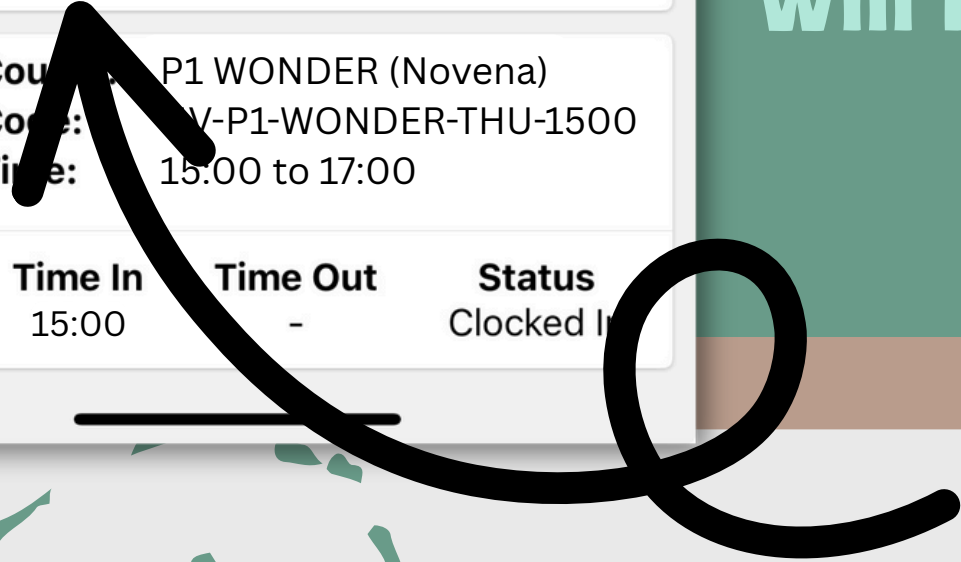 will
P1 WONDER (Novena)
V-P1-WONDER-THU-1500
15:00 to 17:00
Time In Time Out Status
15:00 - Clocked In